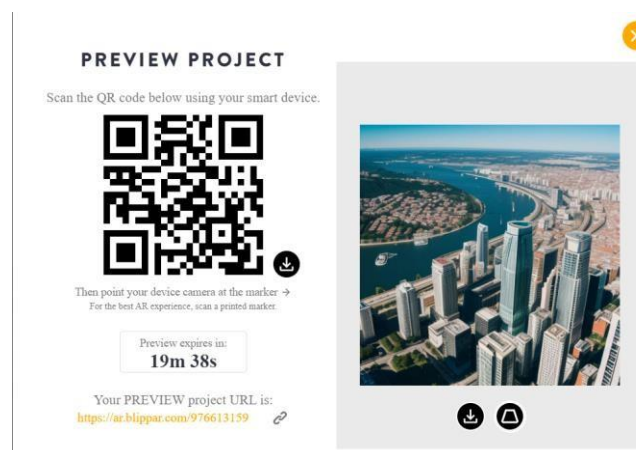 PREVIEW PROJECT
Scan the QR code below using your smart device.
Then point your device camera at the marker →
For the best AR experience, scan a printed marker.
Preview expires in:
19m 38s
Your PREVIEW project URL is:
https://ar.blippar.com/976613159